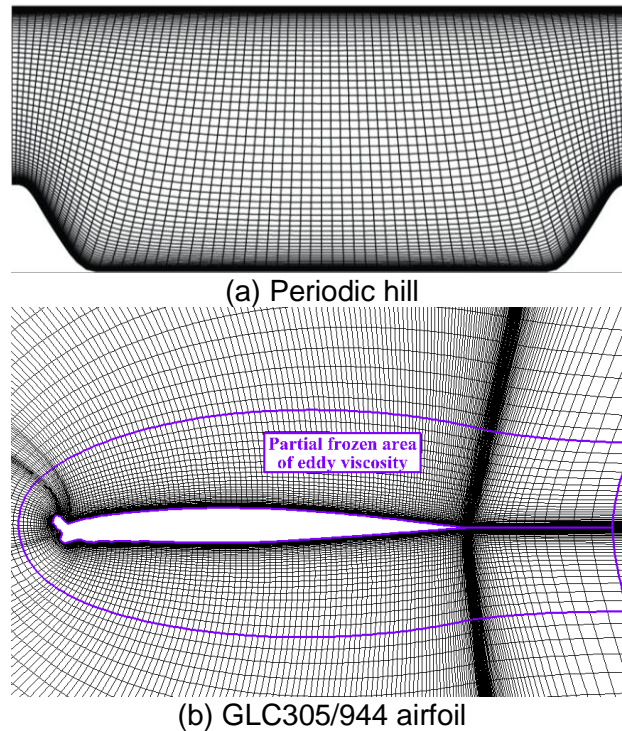 (a) Periodic hill
Partial frozen area
of eddy viscosity
(b) GLC305/944 airfoil